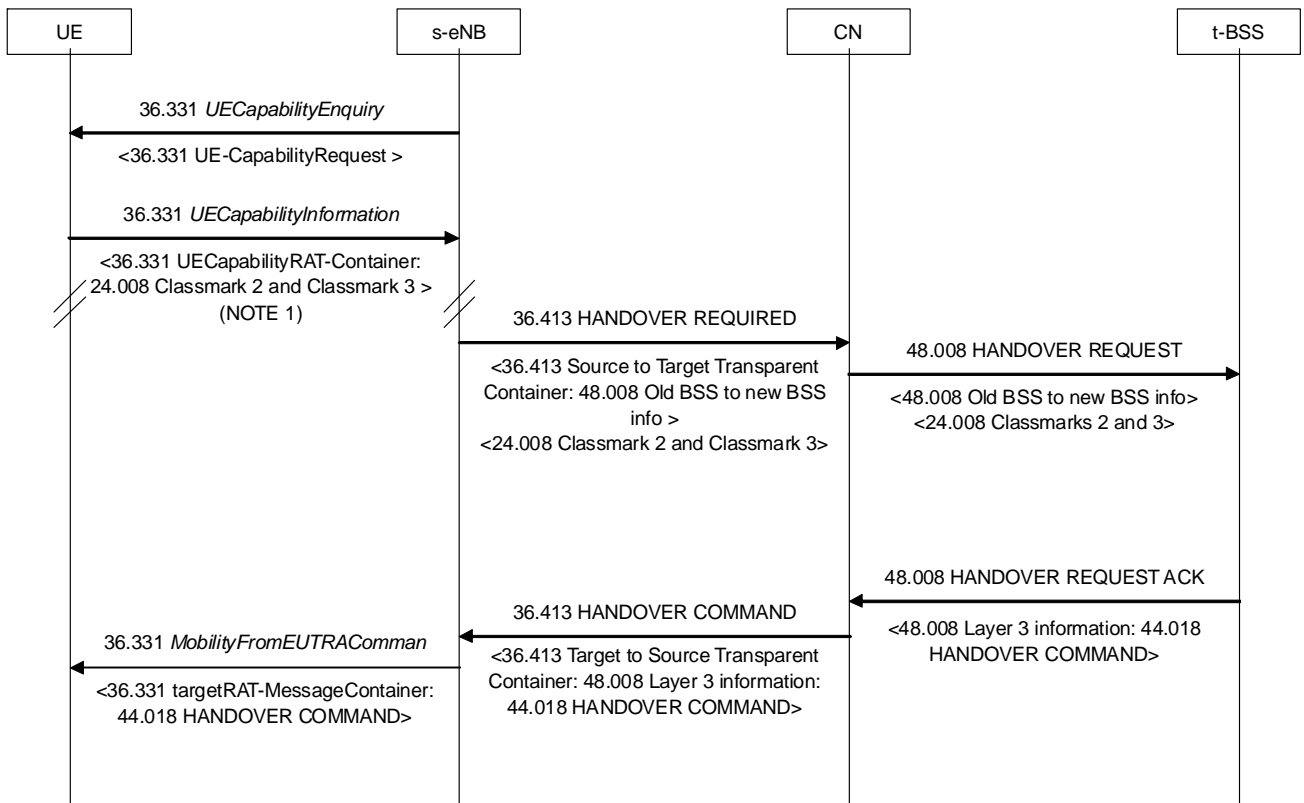 UE
s-eNB
CN
t-BSS
36.331 UECapabilityEnquiry
<36.331 UE-CapabilityRequest >
36.331 UECapabilityInformation
<36.331 UECapabilityRAT-Container:
24.008 Classmark 2 and Classmark 3 >
(NOTE 1)
36.413 HANDOVER REQUIRED
<36.413 Source to Target Transparent
Container: 48.008 Old BSS to new BSS
info >
<24.008 Classmark 2 and Classmark 3>
48.008 HANDOVER REQUEST
<48.008 Old BSS to new BSS info>
<24.008 Classmarks 2 and 3>
48.008 HANDOVER REQUEST ACK
<48.008 Layer 3 information: 44.018
HANDOVER COMMAND>
36.413 HANDOVER COMMAND
<36.413 Target to Source Transparent
Container: 48.008 Layer 3 information:
44.018 HANDOVER COMMAND>
36.331 MobilityFromEUTRAComman
<36.331 targetRAT-MessageContainer:
44.018 HANDOVER COMMAND>